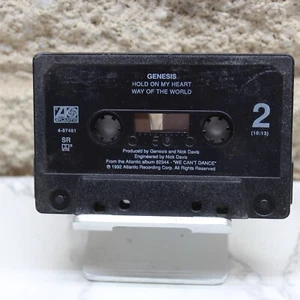 GENESIS
HOLD ON MY HEART
WAY OF THE WORLD
4-87481
2
(10:13)
SR
Produced by Genesis and Nick Davis
Engineered by Nick Davis
From the Atlantic album 82344 - "WE CAN'T DANCE"
℗ 1992 Atlantic Recording Corp. All Rights Reserved